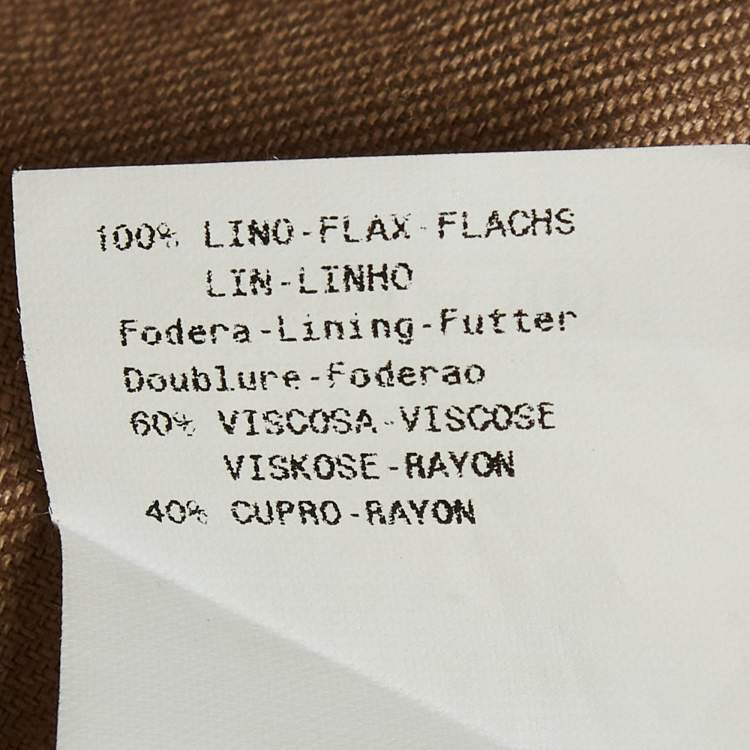 100% LINO-FLAX-FLACHS
LIN-LINHO
Fodera-Lining-Futter
Doublure-Foderao
60% VISCOSA-VISCOSE
VISKOSE-RAYON
40% CUPRO-RAYON